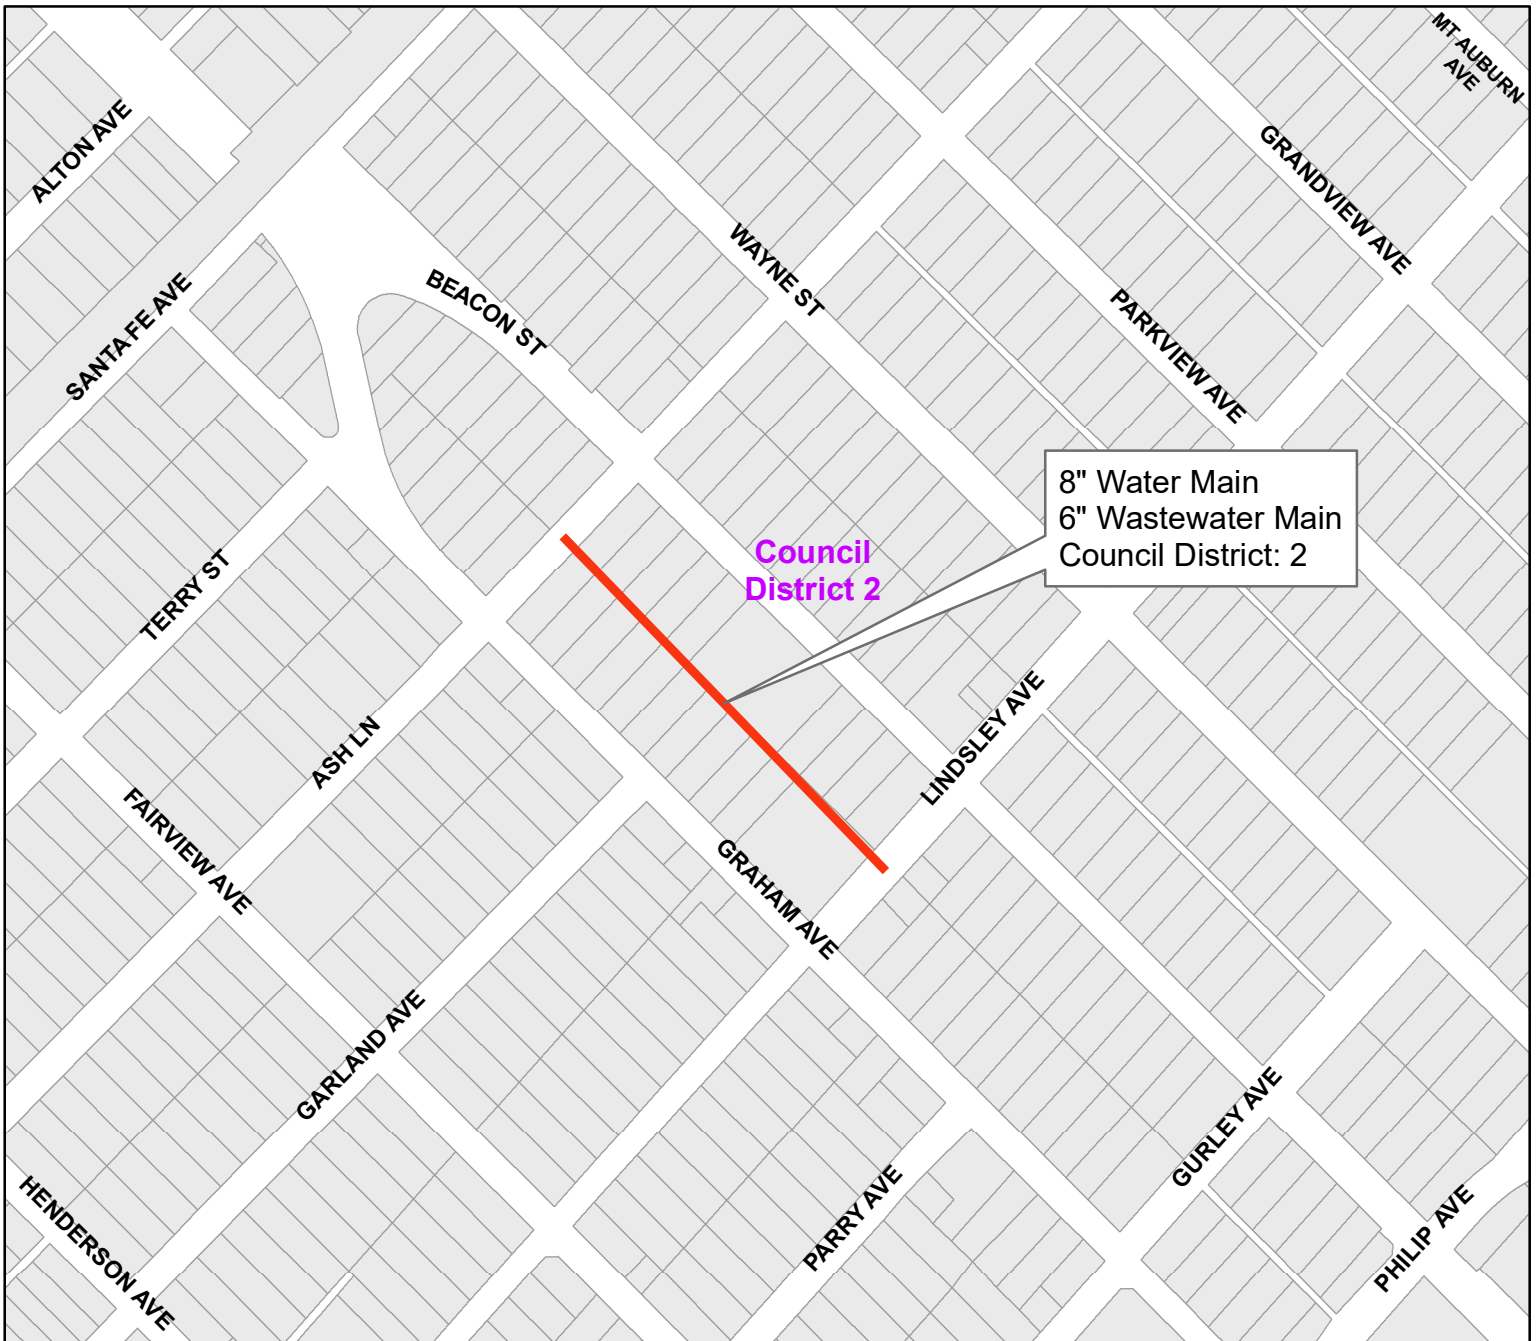 MT AUBURN
AVE
ALTON AVE
GRANDVIEW AVE
WAYNE ST
BEACON ST
SANTA FE AVE
PARKVIEW AVE
8" Water Main
6" Wastewater Main
Council District: 2
Council
District 2
TERRY ST
LINDSLEY AVE
ASH LN
FAIRVIEW AVE
GRAHAM AVE
GARLAND AVE
GURLEY AVE
HENDERSON AVE
PARRY AVE
PHILIP AVE